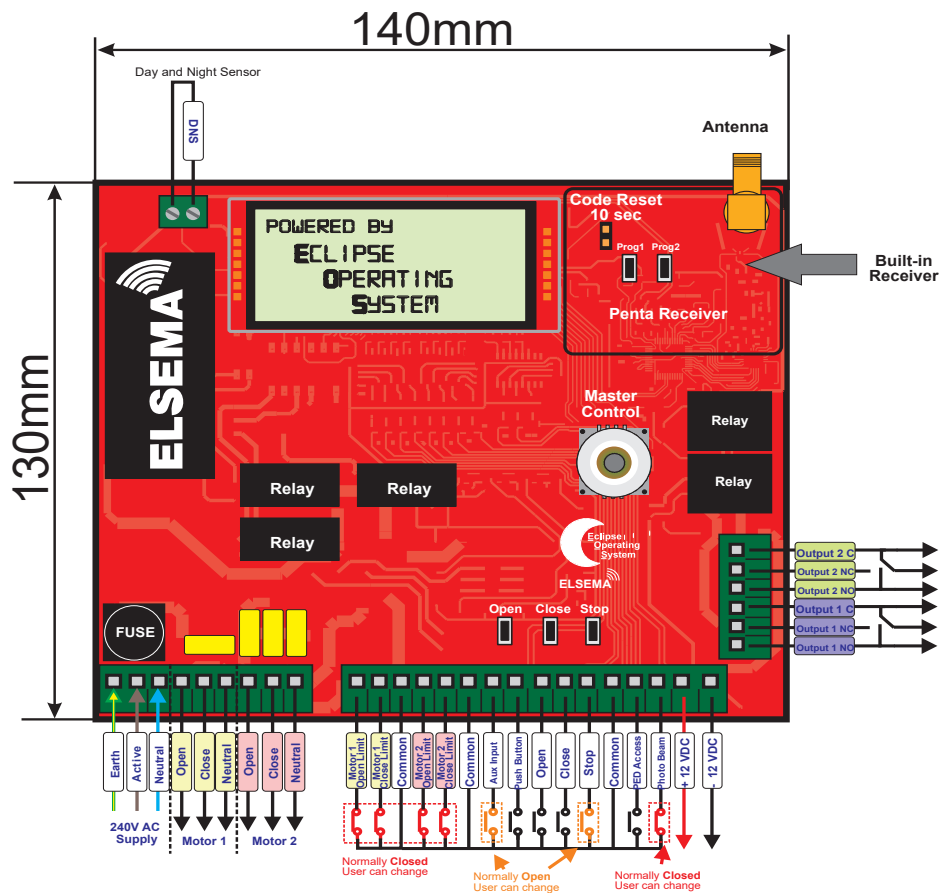 140mm
Day and Night Sensor
DNS
Antenna
130mm
POWERED BY
ECLIPSE
OPERATING
SYSTEM
Code Reset
10 sec
Prog1 Prog2
Penta Receiver
Built-in
Receiver
ELSEMA
Master
Control
Relay
Relay
Relay
Relay
Relay
Eclipse
Operating
System
ELSEMA
Open Close Stop
FUSE
Output 2 C
Output 2 NC
Output 2 NO
Output 1 C
Output 1 NC
Output 1 NO
Earth
Active
Neutral
Open
Close
Neutral
Open
Close
Neutral
240V AC
Supply
Motor 1
Motor 2
Motor 1
Open Limit
Motor 1
Close Limit
Common
Motor 2
Open Limit
Motor 2
Close Limit
Common
Aux Input
Push Button
Open
Close
Stop
Common
PED Access
Photo Beam
+ 12 VDC
- 12 VDC
Normally Closed
User can change
Normally Open
User can change
Normally Closed
User can change